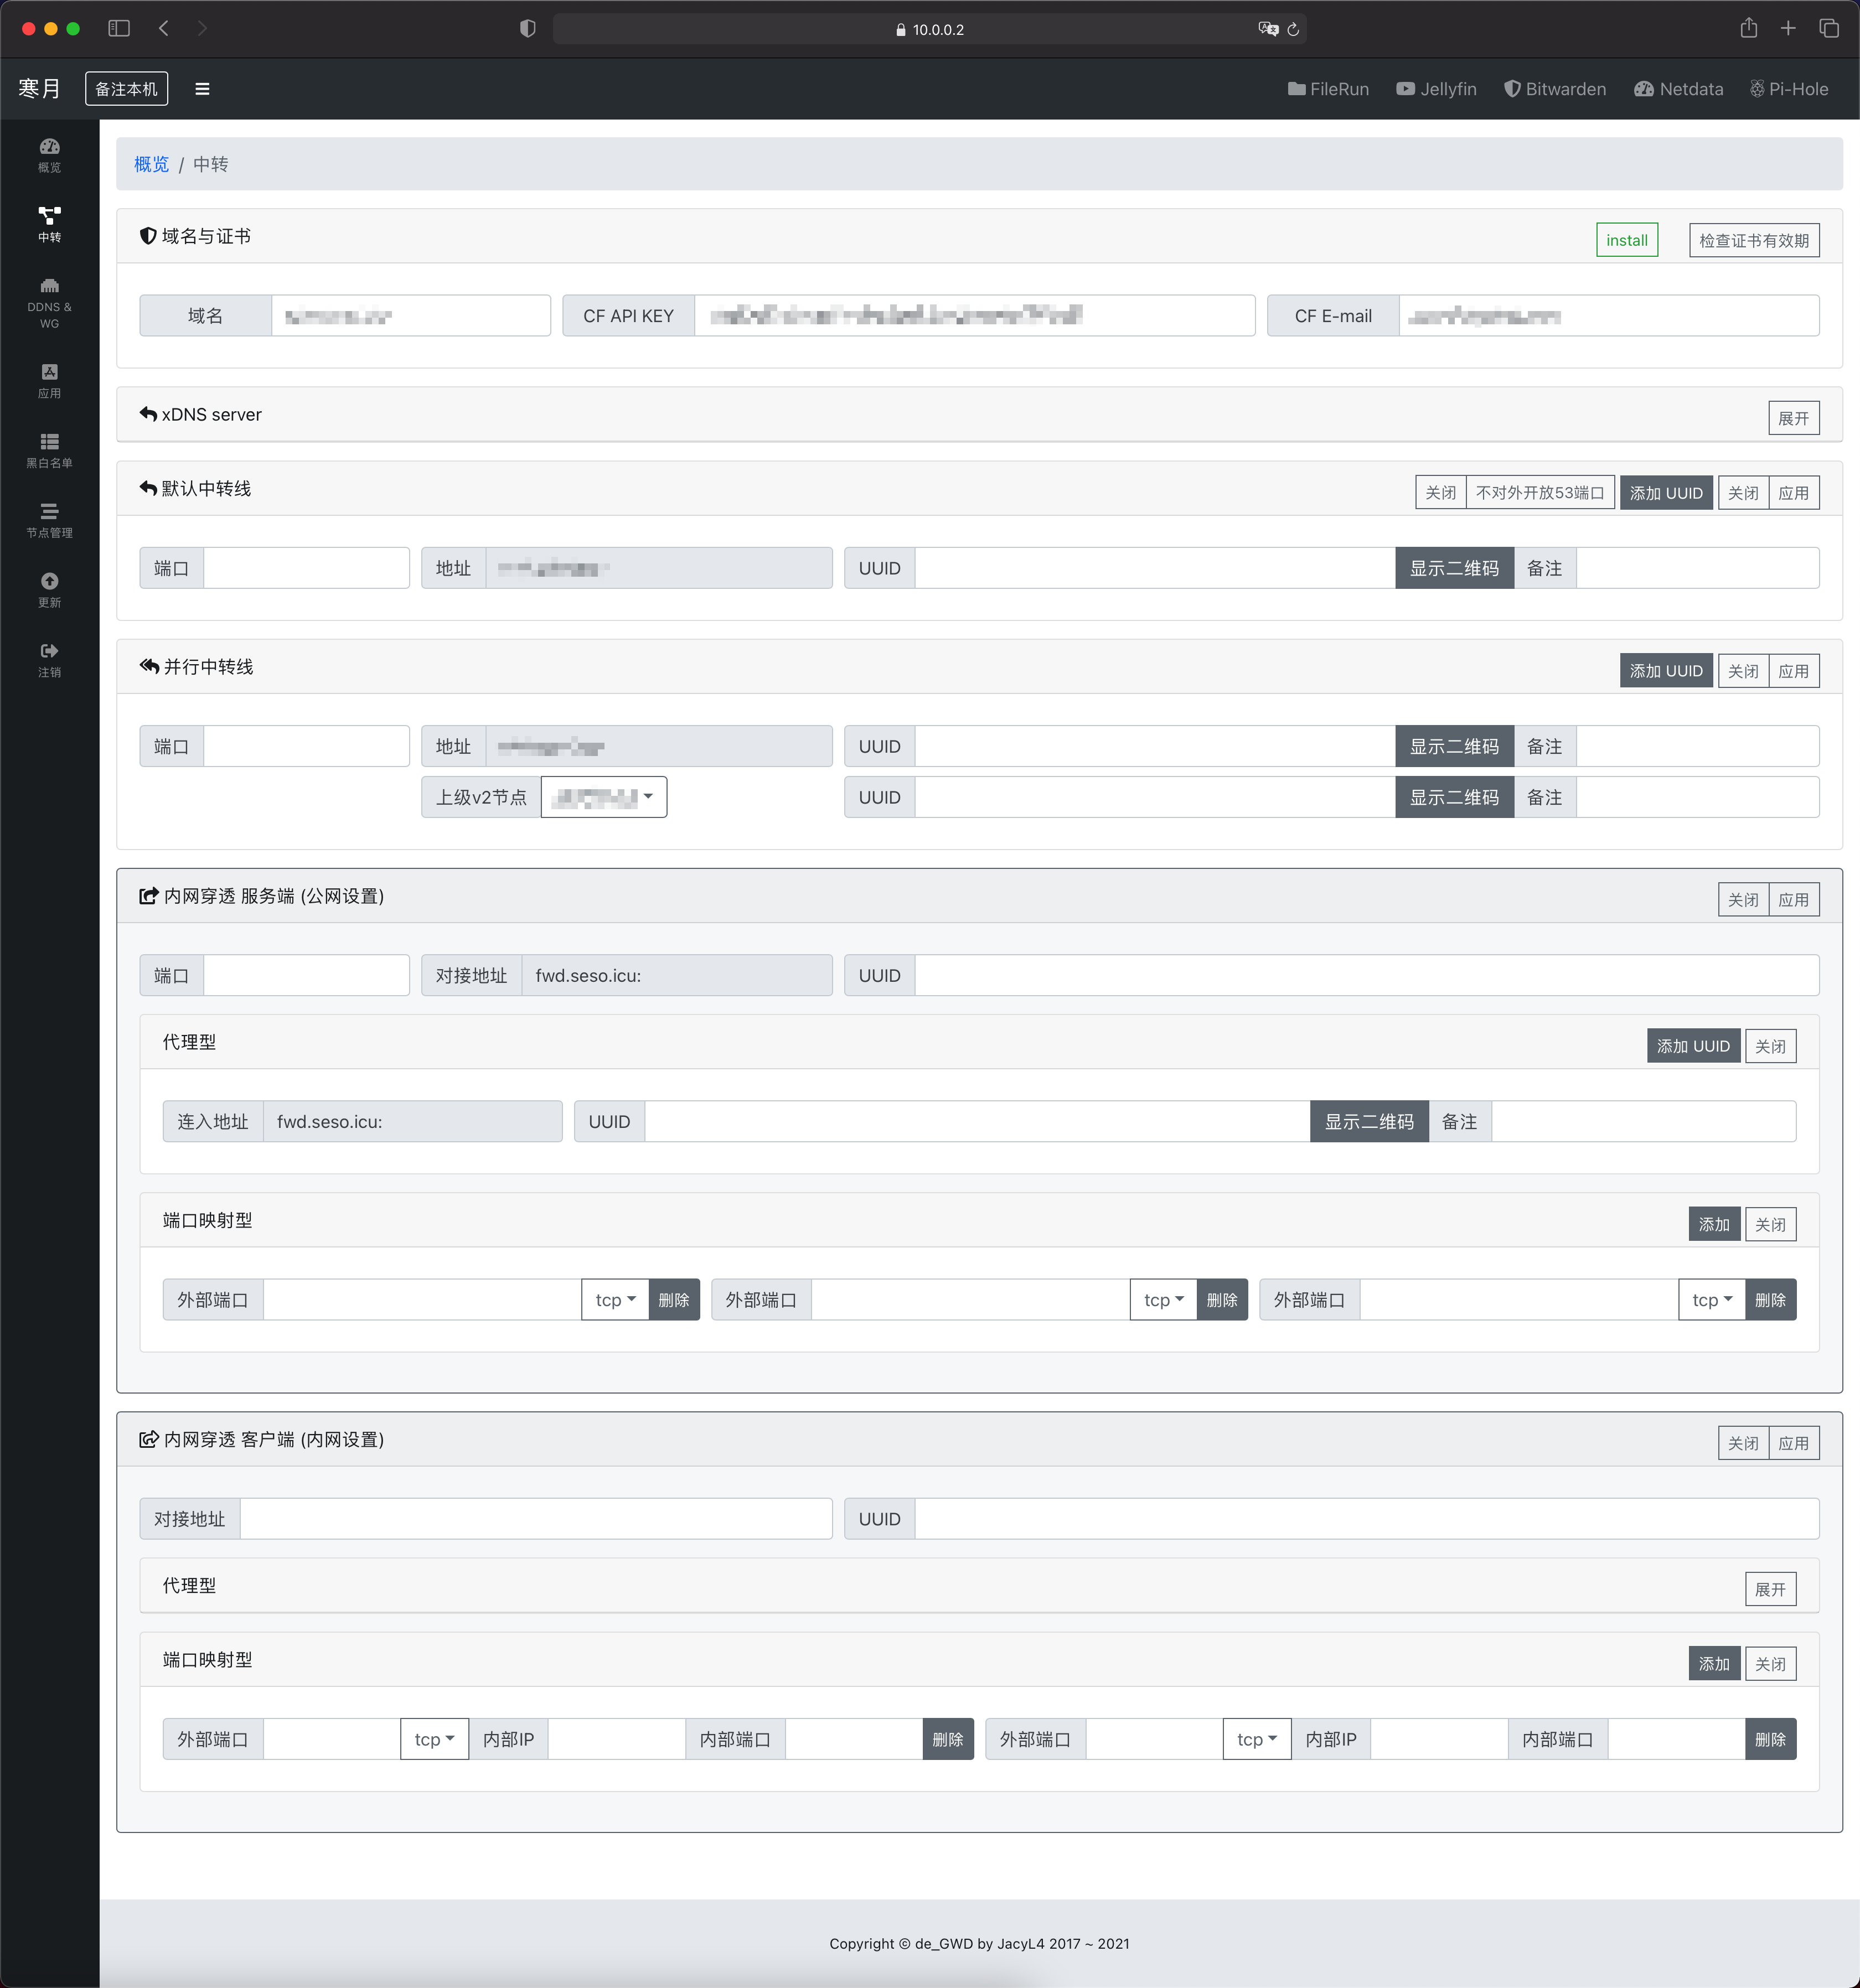 10.0.0.2
寒月 备注本机 FileRun Jellyfin Bitwarden Netdata Pi-Hole
概览
中转
DDNS &
WG
应用
黑白名单
节点管理
更新
注销
概览 / 中转
域名与证书 install 检查证书有效期
域名 CF API KEY CF E-mail
xDNS server 展开
默认中转线 关闭 不对外开放53端口 添加 UUID 关闭 应用
端口 地址 UUID 显示二维码 备注
并行中转线 添加 UUID 关闭 应用
端口 地址 UUID 显示二维码 备注
上级v2节点 UUID 显示二维码 备注
内网穿透 服务端 (公网设置) 关闭 应用
端口 对接地址 fwd.seso.icu: UUID
代理型 添加 UUID 关闭
连入地址 fwd.seso.icu: UUID 显示二维码 备注
端口映射型 添加 关闭
外部端口 tcp 删除 外部端口 tcp 删除 外部端口 tcp 删除
内网穿透 客户端 (内网设置) 关闭 应用
对接地址 UUID
代理型 展开
端口映射型 添加 关闭
外部端口 tcp 内部IP 内部端口 删除 外部端口 tcp 内部IP 内部端口 删除
Copyright © de_GWD by JacyL4 2017 ~ 2021